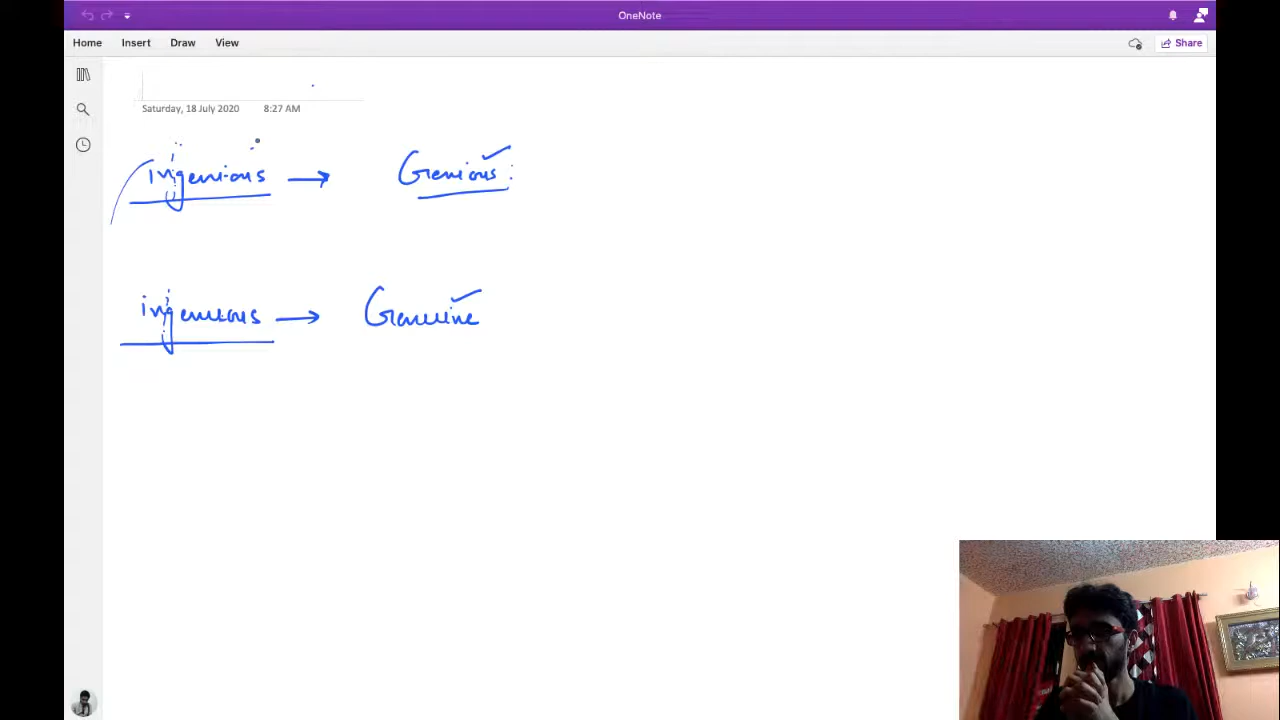 OneNote
Home Insert Draw View Share
Saturday, 18 July 2020 8:27 AM
ingenious → Genious:
ingenuous → Genuine